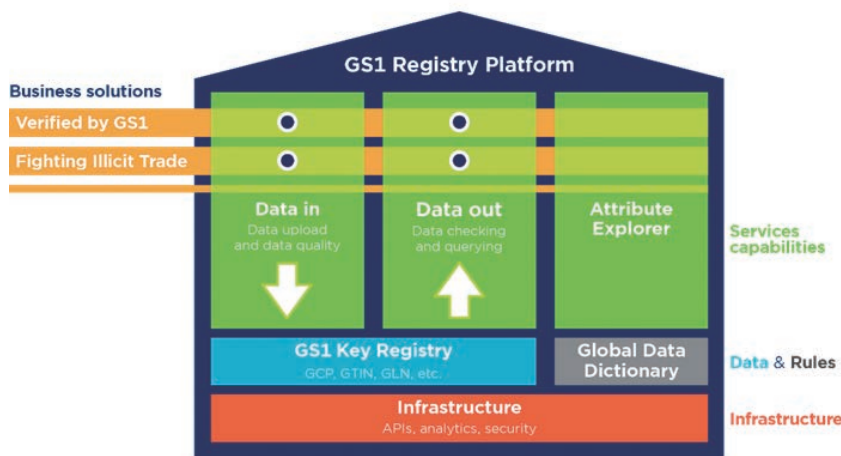 GS1 Registry Platform
Business solutions
Verified by GS1
Fighting Illicit Trade
Data in
Data upload
and data quality
Data out
Data checking
and querying
Attribute
Explorer
Services
capabilities
GS1 Key Registry
GCP, GTIN, GLN, etc.
Global Data
Dictionary
Data & Rules
Infrastructure
APIs, analytics, security
Infrastructure